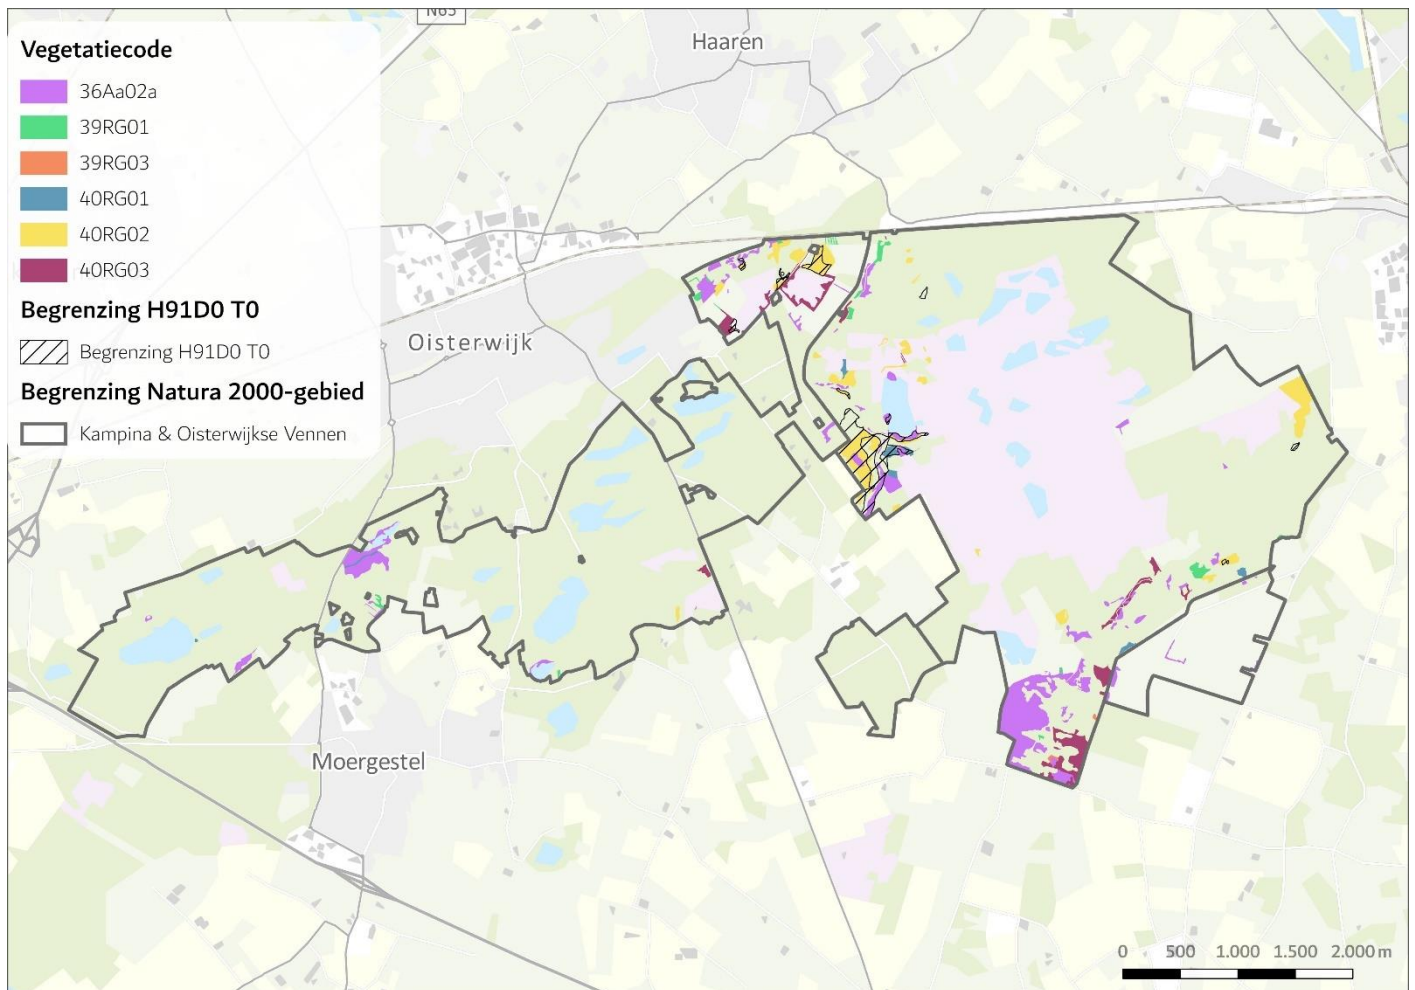 N65
Haaren
Vegetatiecode
36Aa02a
39RG01
39RG03
40RG01
40RG02
40RG03
Begrenzing H91D0 T0
Begrenzing H91D0 T0
Begrenzing Natura 2000-gebied
Kampina & Oisterwijkse Vennen
Oisterwijk
Moergestel
0 500 1.000 1.500 2.000 m